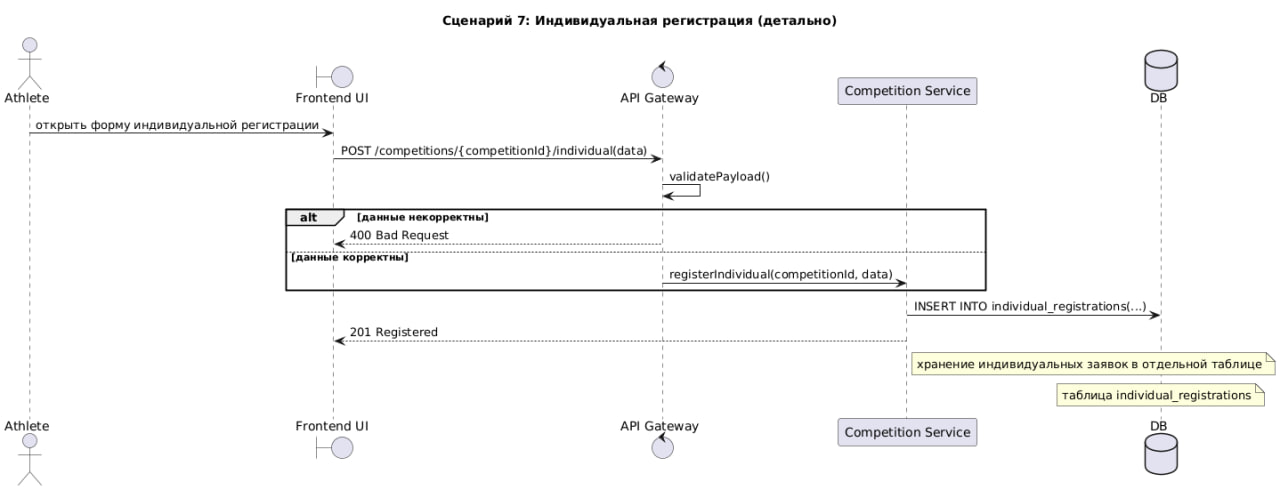 Сценарий 7: Индивидуальная регистрация (детально)
Athlete
Frontend UI
API Gateway
Competition Service
DB
открыть форму индивидуальной регистрации
POST /competitions/{competitionId}/individual(data)
validatePayload()
alt [данные некорректны]
400 Bad Request
[данные корректны]
registerIndividual(competitionId, data)
INSERT INTO individual_registrations(...)
201 Registered
хранение индивидуальных заявок в отдельной таблице
таблица individual_registrations
Athlete
Frontend UI
API Gateway
Competition Service
DB